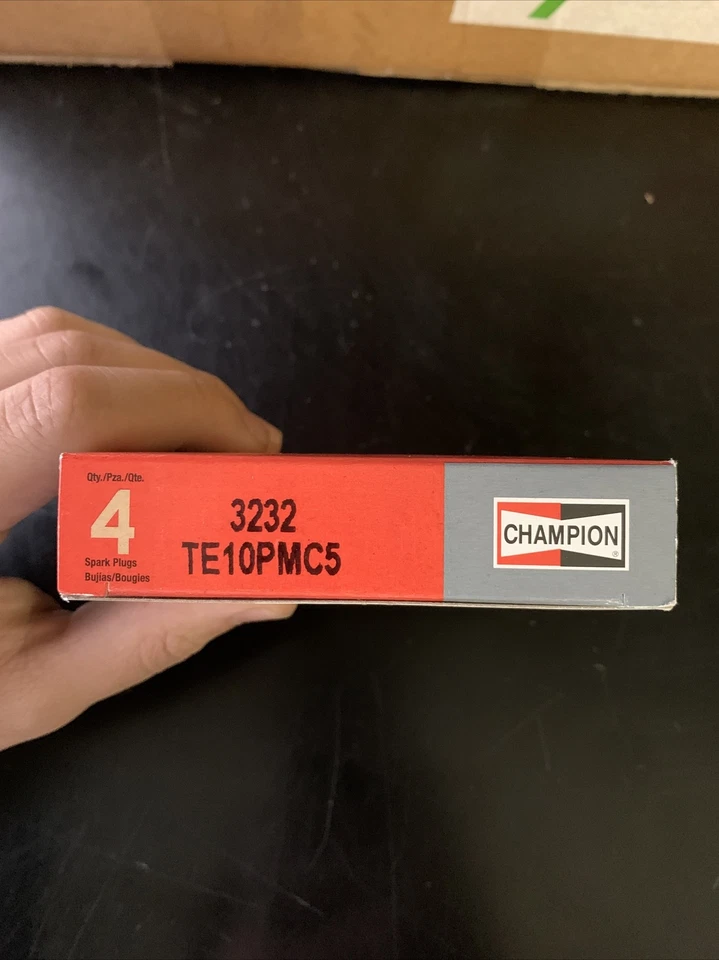 Qty./Pza./Qte.
4
Spark Plugs
Bujias/Bougies
3232
TE10PMC5
CHAMPION
®